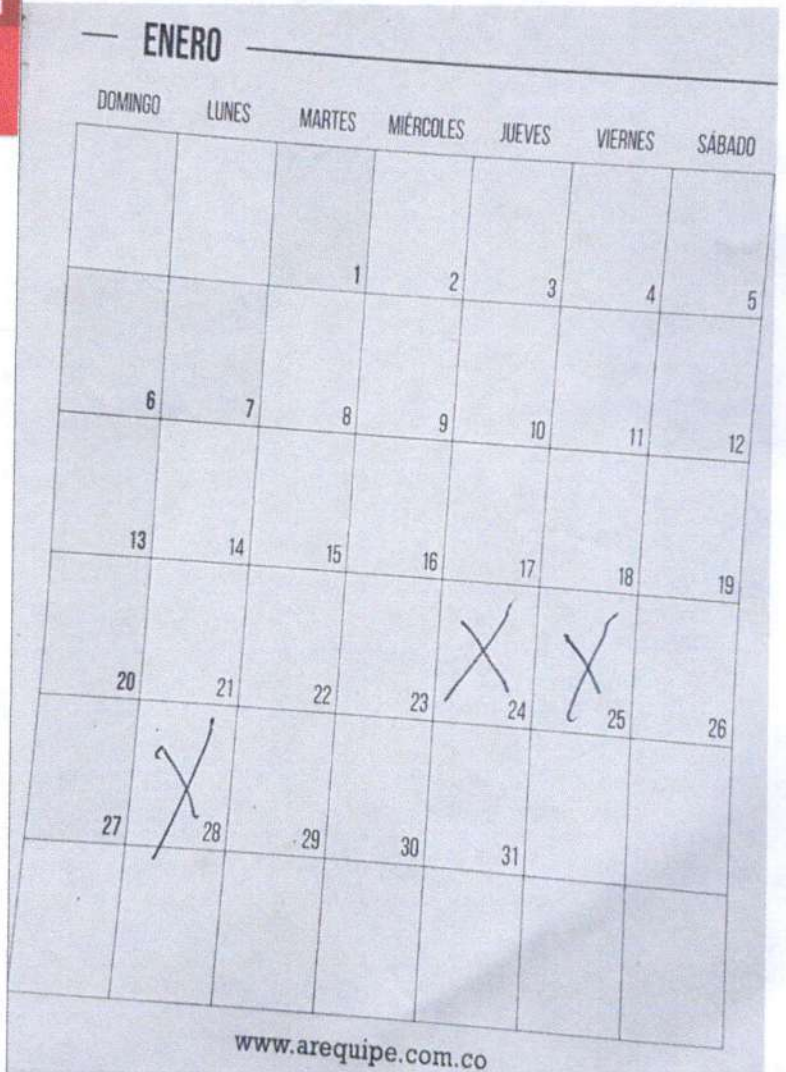 ENERO
DOMINGO LUNES MARTES MIÉRCOLES JUEVES VIERNES SÁBADO
1 2 3 4 5
6 7 8 9 10 11 12
13 14 15 16 17 18 19
20 21 22 23 24 25 26
27 28 29 30 31
www.arequipe.com.co